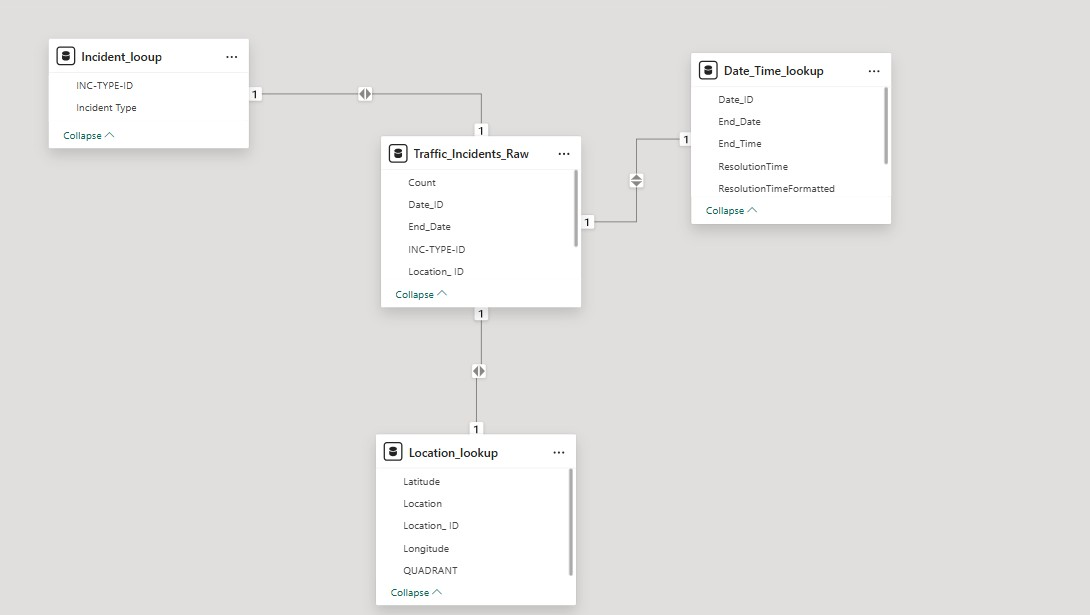 Incident_looup
...
INC-TYPE-ID
Incident Type
Collapse
1
1
Traffic_Incidents_Raw
...
Count
Date_ID
End_Date
INC-TYPE-ID
Location_ ID
Collapse
1
1
Date_Time_lookup
...
Date_ID
End_Date
End_Time
ResolutionTime
ResolutionTimeFormatted
Collapse
1
1
Location_lookup
...
Latitude
Location
Location_ ID
Longitude
QUADRANT
Collapse